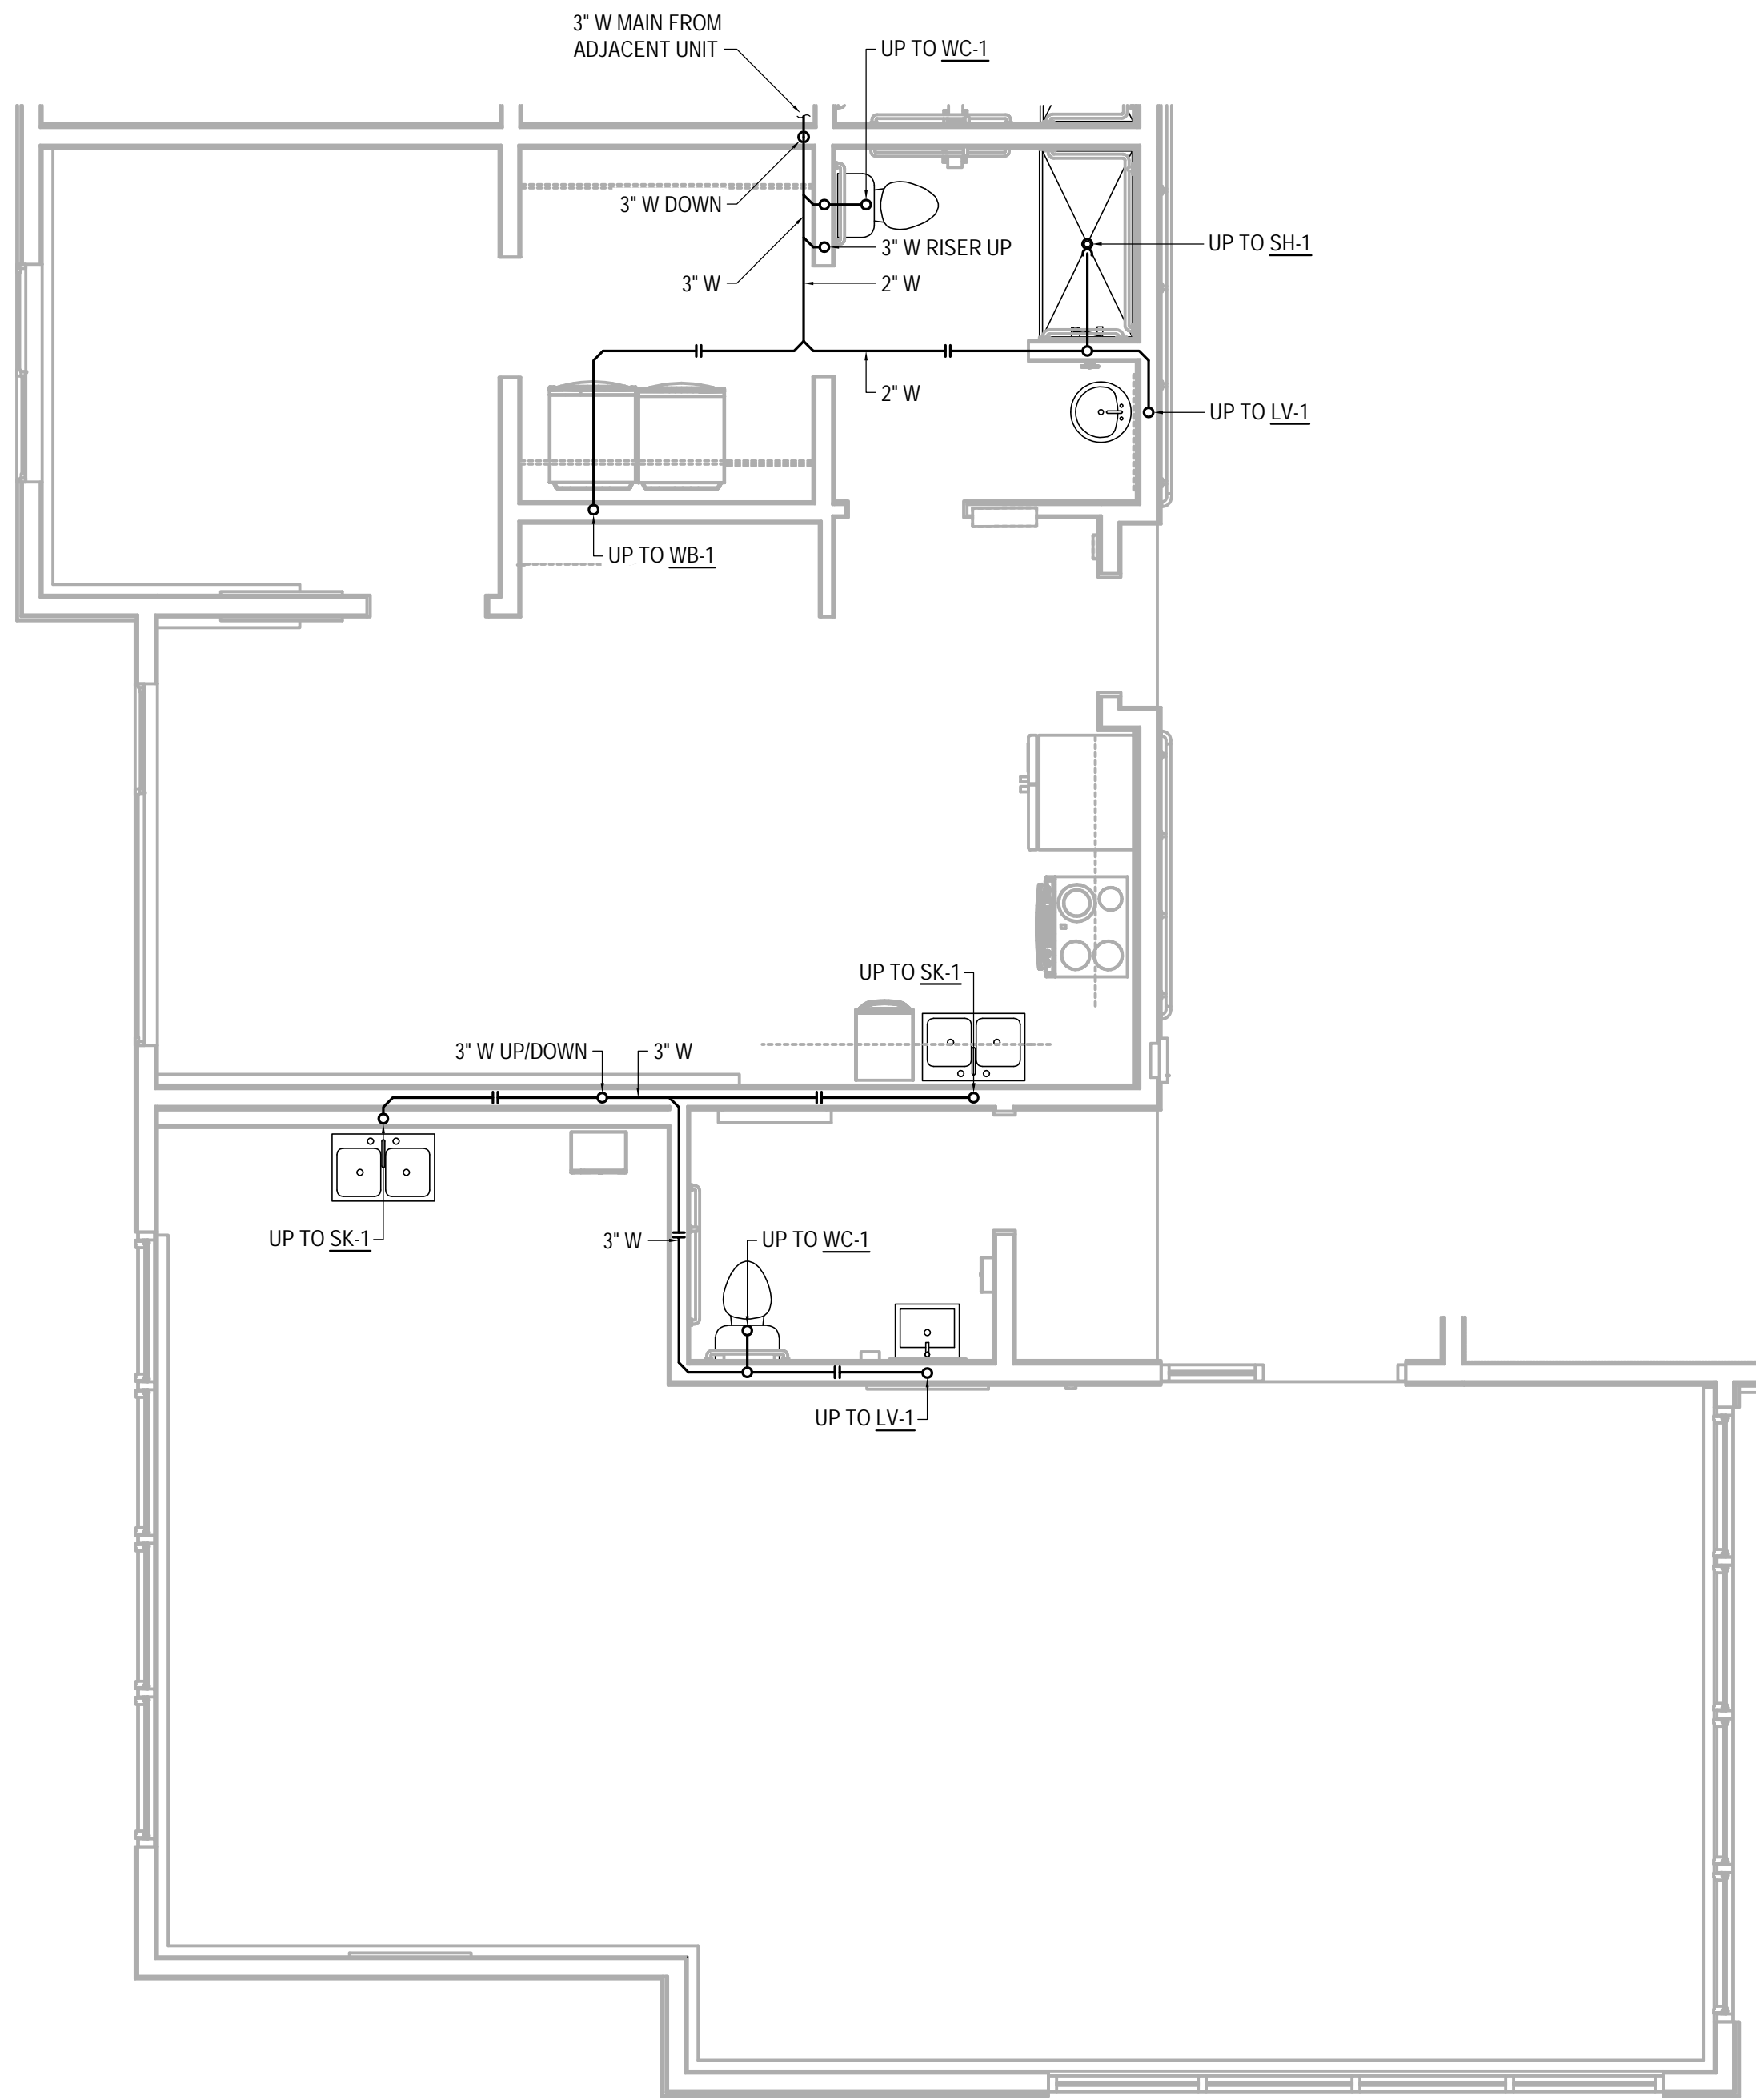 3" W MAIN FROM
ADJACENT UNIT
UP TO WC-1
3" W DOWN
3" W RISER UP
UP TO SH-1
3" W
2" W
2" W
UP TO LV-1
UP TO WB-1
UP TO SK-1
3" W UP/DOWN
3" W
UP TO SK-1
3" W
UP TO WC-1
UP TO LV-1